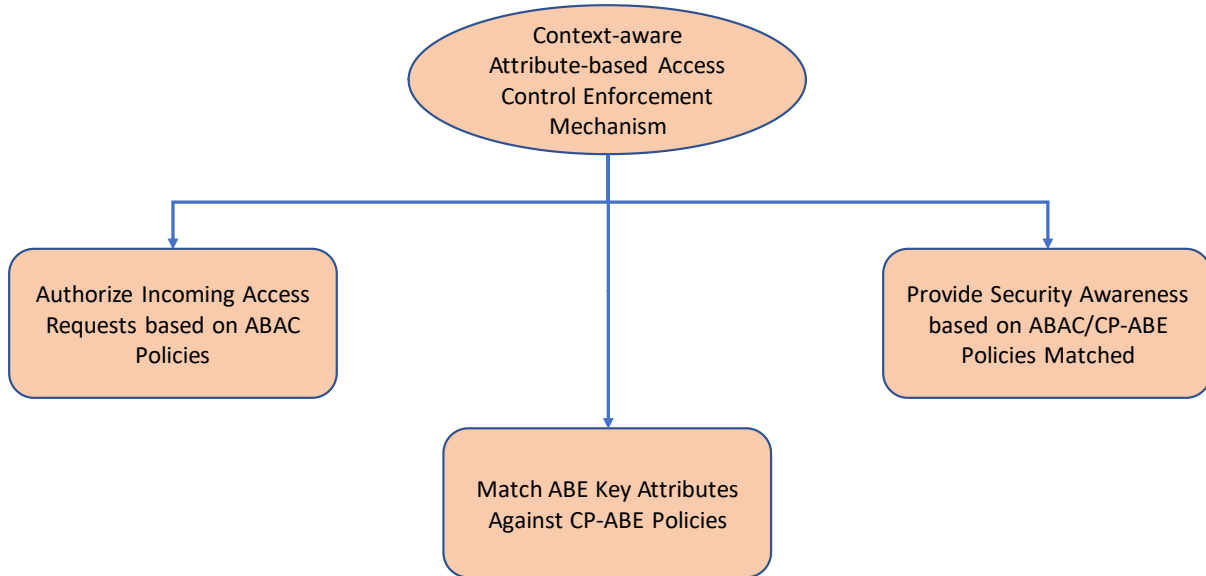 Context-aware
Attribute-based Access
Control Enforcement
Mechanism
Authorize Incoming Access
Requests based on ABAC
Policies
Provide Security Awareness
based on ABAC/CP-ABE
Policies Matched
Match ABE Key Attributes
Against CP-ABE Policies